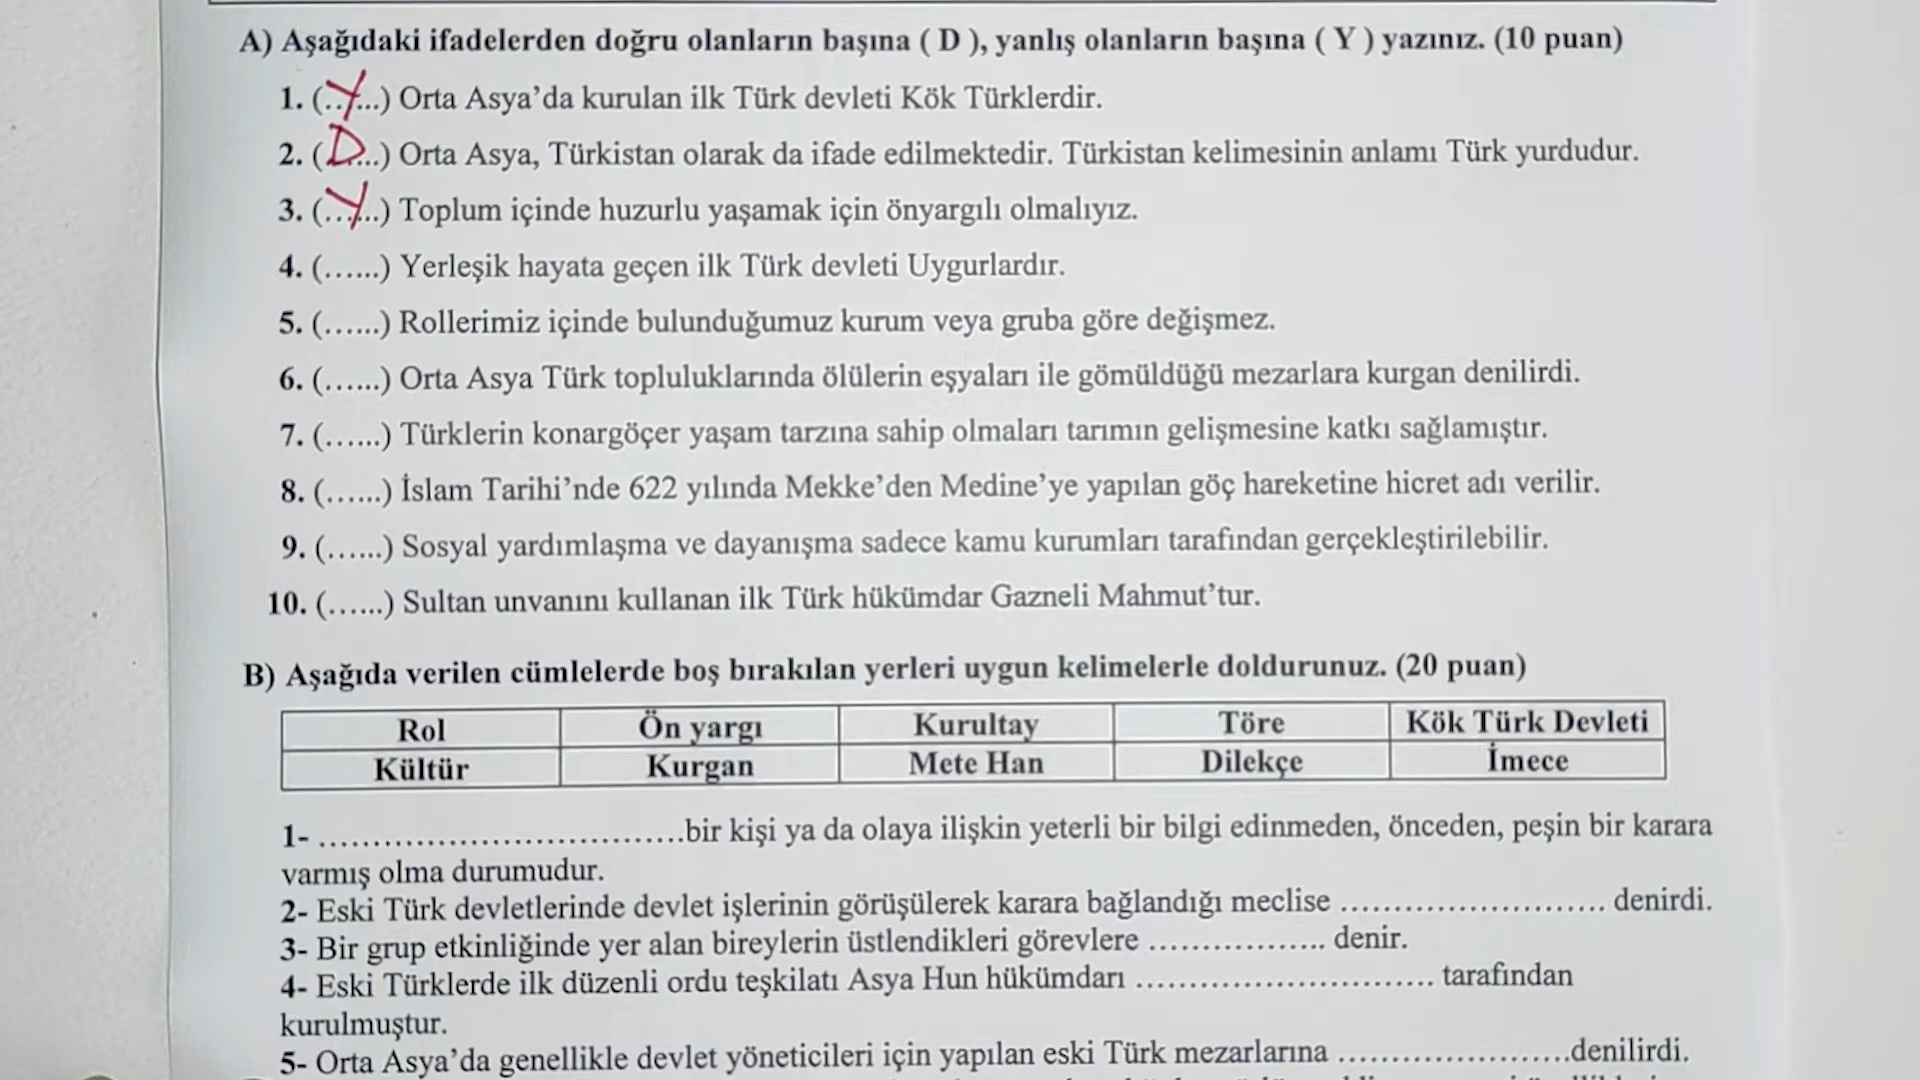 A) Aşağıdaki ifadelerden doğru olanların başına ( D ), yanlış olanların başına ( Y ) yazınız. (10 puan)
1. (..Y...) Orta Asya’da kurulan ilk Türk devleti Kök Türklerdir.
2. (D...) Orta Asya, Türkistan olarak da ifade edilmektedir. Türkistan kelimesinin anlamı Türk yurdudur.
3. (...Y..) Toplum içinde huzurlu yaşamak için önyargılı olmalıyız.
4. (......) Yerleşik hayata geçen ilk Türk devleti Uygurlardır.
5. (......) Rollerimiz içinde bulunduğumuz kurum veya gruba göre değişmez.
6. (......) Orta Asya Türk topluluklarında ölülerin eşyaları ile gömüldüğü mezarlara kurgan denilirdi.
7. (......) Türklerin konargöçer yaşam tarzına sahip olmaları tarımın gelişmesine katkı sağlamıştır.
8. (......) İslam Tarihi’nde 622 yılında Mekke’den Medine’ye yapılan göç hareketine hicret adı verilir.
9. (......) Sosyal yardımlaşma ve dayanışma sadece kamu kurumları tarafından gerçekleştirilebilir.
10. (......) Sultan unvanını kullanan ilk Türk hükümdar Gazneli Mahmut’tur.
B) Aşağıda verilen cümlelerde boş bırakılan yerleri uygun kelimelerle doldurunuz. (20 puan)
Rol Ön yargı Kurultay Töre Kök Türk Devleti
Kültür Kurgan Mete Han Dilekçe İmece
1- ....................................bir kişi ya da olaya ilişkin yeterli bir bilgi edinmeden, önceden, peşin bir karara
varmış olma durumudur.
2- Eski Türk devletlerinde devlet işlerinin görüşülerek karara bağlandığı meclise ......................... denirdi.
3- Bir grup etkinliğinde yer alan bireylerin üstlendikleri görevlere ................. denir.
4- Eski Türklerde ilk düzenli ordu teşkilatı Asya Hun hükümdarı ............................ tarafından
kurulmuştur.
5- Orta Asya’da genellikle devlet yöneticileri için yapılan eski Türk mezarlarına ......................denilirdi.